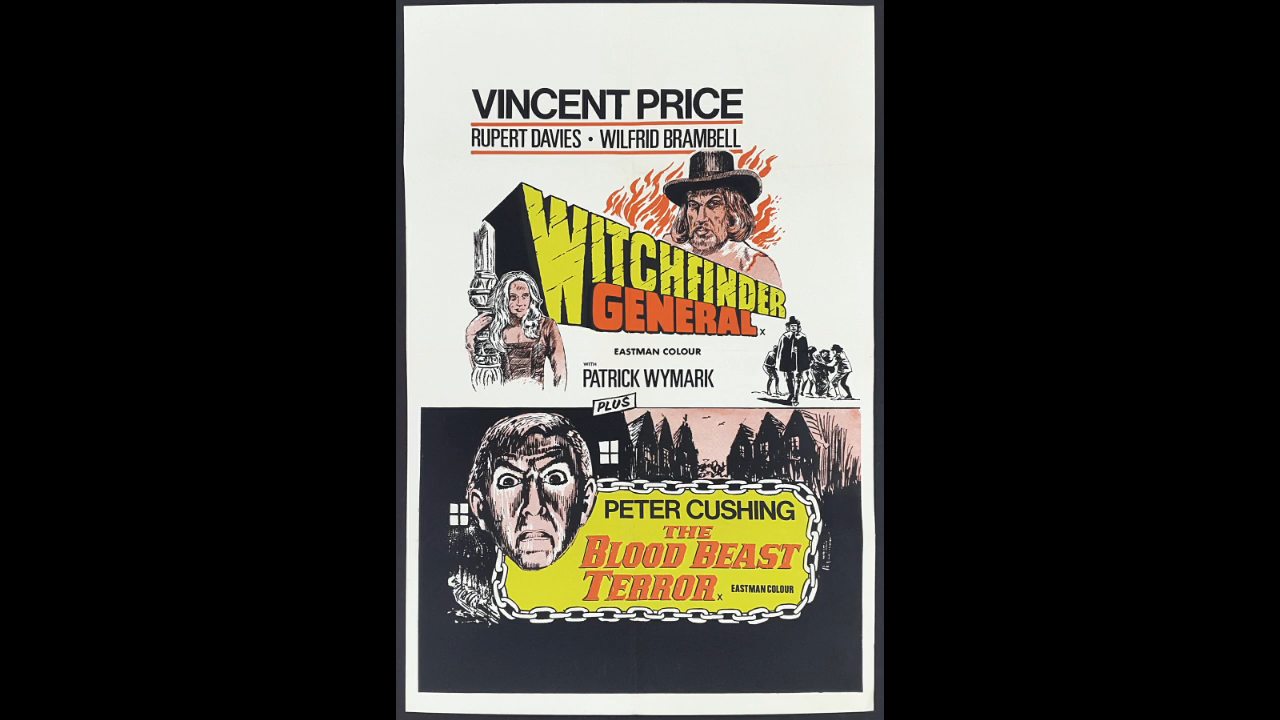 VINCENT PRICE
RUPERT DAVIES • WILFRID BRAMBELL
WITCHFINDER
GENERAL x
EASTMAN COLOUR
WITH
PATRICK WYMARK
PLUS
PETER CUSHING
THE
BLOOD BEAST
TERROR x EASTMAN COLOUR